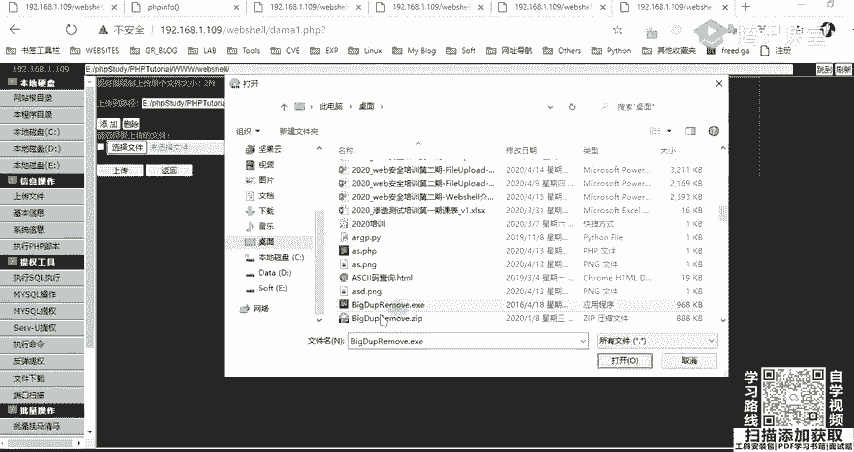 192.168.1.109/webshell
phpinfo()
192.168.1.109/webshell
192.168.1.109/webshell
192.168.1.109/webshell
192.168.1.109/webshell
不安全
192.168.1.109/webshell/dama1.php?
腾讯课堂
书签工具栏 WEBSITES GR_BLOG LAB Tools CVE EXP Linux My Blog Soft 网址导航 Others Python 其他收藏夹 freed.ga 注册
192.168.1.109
E:/phpStudy/PHPTutorial/WWW/webshell/
跳到 刷新
本地硬盘
网站根目录
本程序目录
本地磁盘(C:)
本地磁盘(D:)
本地磁盘(E:)
信息操作
上传文件
基本信息
系统信息
执行PHP脚本
提权工具
执行SQL执行
MYSQL操作
MYSQL提权
Serv-U提权
执行命令
反弹提权
文件下载
端口扫描
批量操作
批量挂马清马
E:/phpStudy/PHPTutoria
添加 删除
选择文件
上传 返回
打开
此电脑 桌面
搜索"桌面"
组织 新建文件夹
坚果云
视频
图片
文档
下载
音乐
桌面
本地磁盘 (C:)
Data (D:)
Soft (E:)
网络
名称 修改日期 类型 大小
2020_web安全培训第二期-FileUpload-... 2020/4/14 星期... Microsoft Power... 3,211 KB
2020_web安全培训第二期-FileUpload-... 2020/4/9 星期四... Microsoft Power... 2,169 KB
2020_web安全培训第二期-Webshell介... 2020/4/15 星期... Microsoft Power... 2,393 KB
2020_渗透测试培训第一期课表_v1.xlsx 2020/3/31 星期... Microsoft Excel ... 16 KB
2020培训 2020/3/7 星期六... 快捷方式 1 KB
argp.py 2019/11/8 星期... Python File 1 KB
as.php 2020/4/13 星期... PHP 文件 1 KB
as.png 2020/4/13 星期... PNG 文件 1 KB
ASCII码查询.html 2019/3/4 星期一... Chrome HTML D... 19 KB
asd.png 2020/4/13 星期... PNG 文件 1 KB
BigDupRemove.exe 2016/4/18 星期... 应用程序 968 KB
BigDupRemove.zip 2020/1/8 星期三... ZIP 压缩文件 888 KB
文件名(N): BigDupRemove.exe
所有文件 (*.*)
打开(O) 取消
学习路线
自学视频
扫描添加获取
工具安装包|PDF学习书籍|面试题